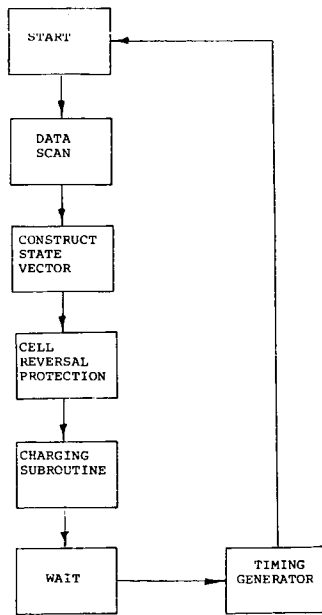 START
DATA
SCAN
CONSTRUCT
STATE
VECTOR
CELL
REVERSAL
PROTECTION
CHARGING
SUBROUTINE
WAIT
TIMING
GENERATOR